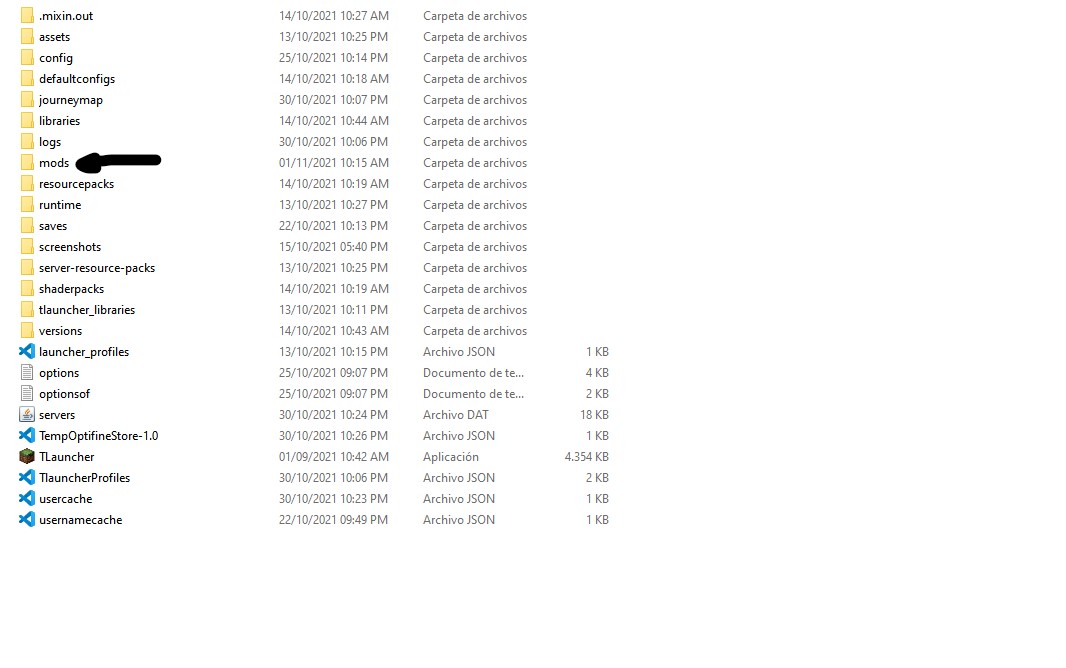 .mixin.out 14/10/2021 10:27 AM Carpeta de archivos
assets 13/10/2021 10:25 PM Carpeta de archivos
config 25/10/2021 10:14 PM Carpeta de archivos
defaultconfigs 14/10/2021 10:18 AM Carpeta de archivos
journeymap 30/10/2021 10:07 PM Carpeta de archivos
libraries 14/10/2021 10:44 AM Carpeta de archivos
logs 30/10/2021 10:06 PM Carpeta de archivos
mods 01/11/2021 10:15 AM Carpeta de archivos
resourcepacks 14/10/2021 10:19 AM Carpeta de archivos
runtime 13/10/2021 10:27 PM Carpeta de archivos
saves 22/10/2021 10:13 PM Carpeta de archivos
screenshots 15/10/2021 05:40 PM Carpeta de archivos
server-resource-packs 13/10/2021 10:25 PM Carpeta de archivos
shaderpacks 14/10/2021 10:19 AM Carpeta de archivos
tlauncher_libraries 13/10/2021 10:11 PM Carpeta de archivos
versions 14/10/2021 10:43 AM Carpeta de archivos
launcher_profiles 13/10/2021 10:15 PM Archivo JSON 1 KB
options 25/10/2021 09:07 PM Documento de te... 4 KB
optionsof 25/10/2021 09:07 PM Documento de te... 2 KB
servers 30/10/2021 10:24 PM Archivo DAT 18 KB
TempOptifineStore-1.0 30/10/2021 10:26 PM Archivo JSON 1 KB
TLauncher 01/09/2021 10:42 AM Aplicación 4.354 KB
TlauncherProfiles 30/10/2021 10:06 PM Archivo JSON 2 KB
usercache 30/10/2021 10:23 PM Archivo JSON 1 KB
usernamecache 22/10/2021 09:49 PM Archivo JSON 1 KB